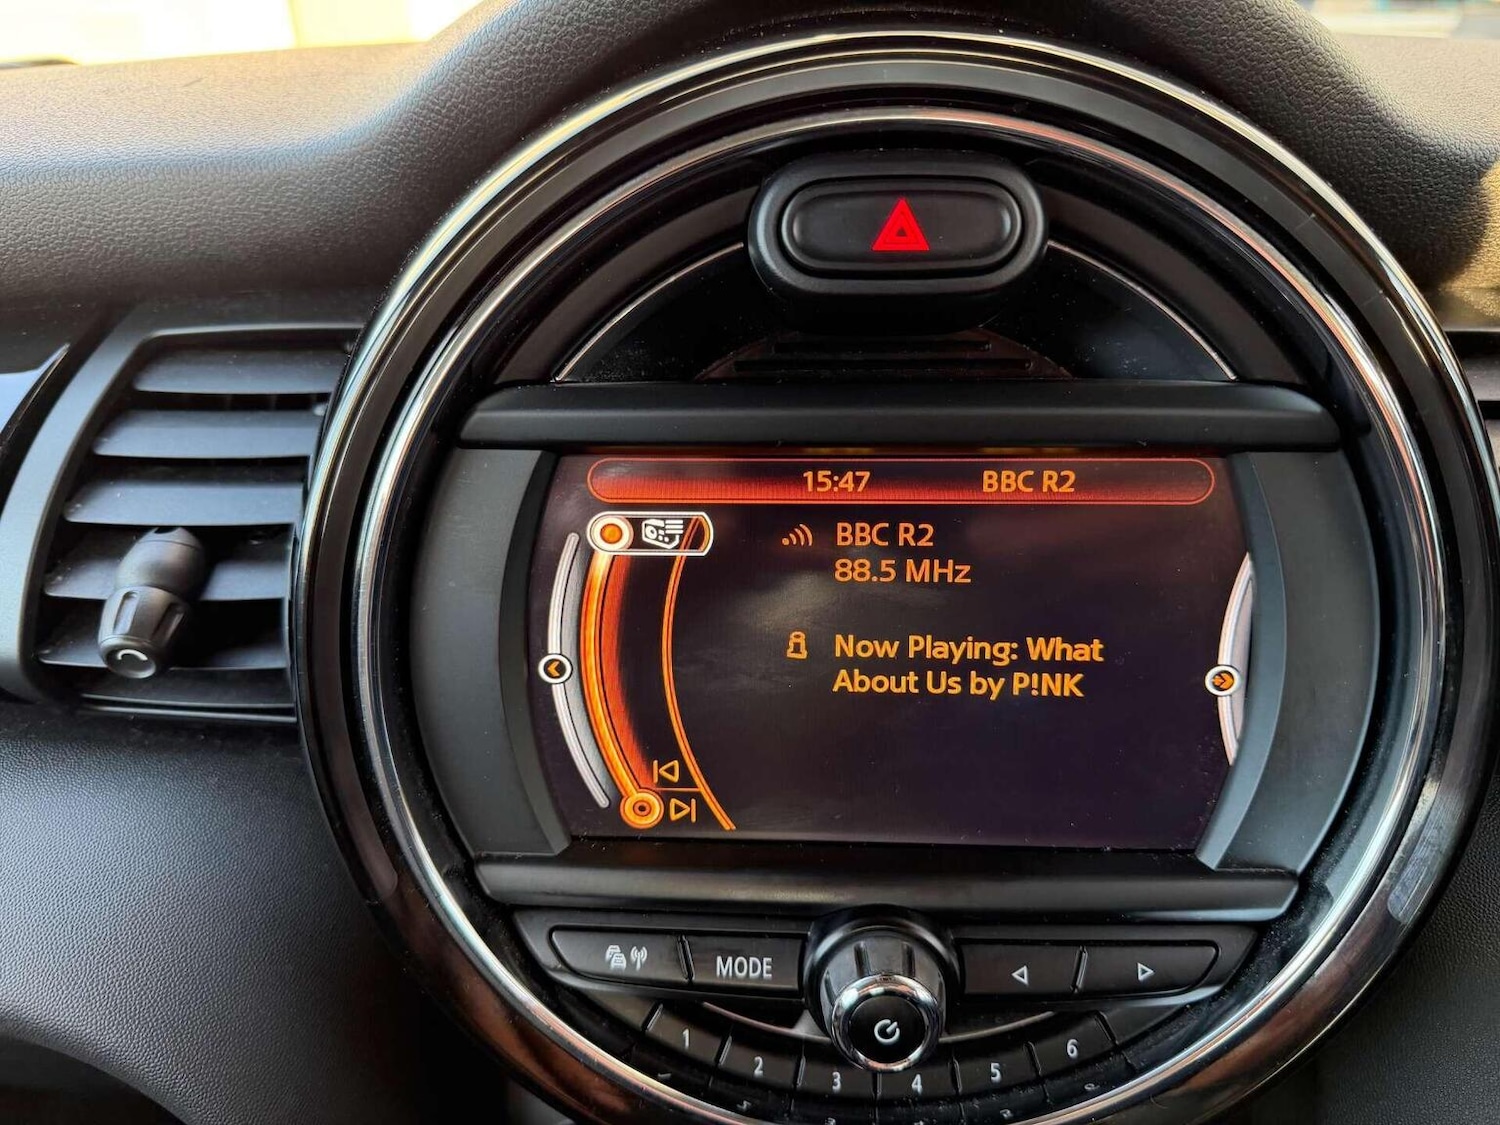 15:47 BBC R2
BBC R2
88.5 MHz
Now Playing: What
About Us by P!NK
MODE
1 2 3 4 5 6